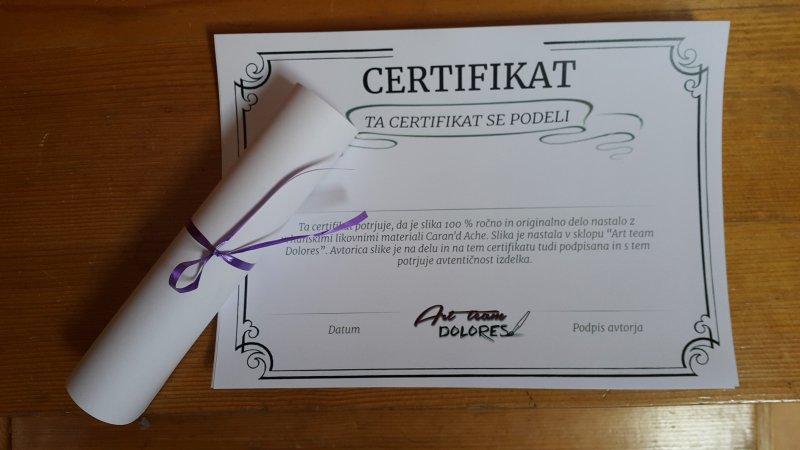 CERTIFIKAT
TA CERTIFIKAT SE PODELI
Ta certifikat potrjuje, da je slika 100 % ročno in originalno delo nastalo z
likovnimi materiali Caran'd Ache. Slika je nastala v sklopu "Art team
Dolores". Avtorica slike je na delu in na tem certifikatu tudi podpisana in s tem
potrjuje avtentičnost izdelka.
Art team
DOLORES
Datum
Podpis avtorja